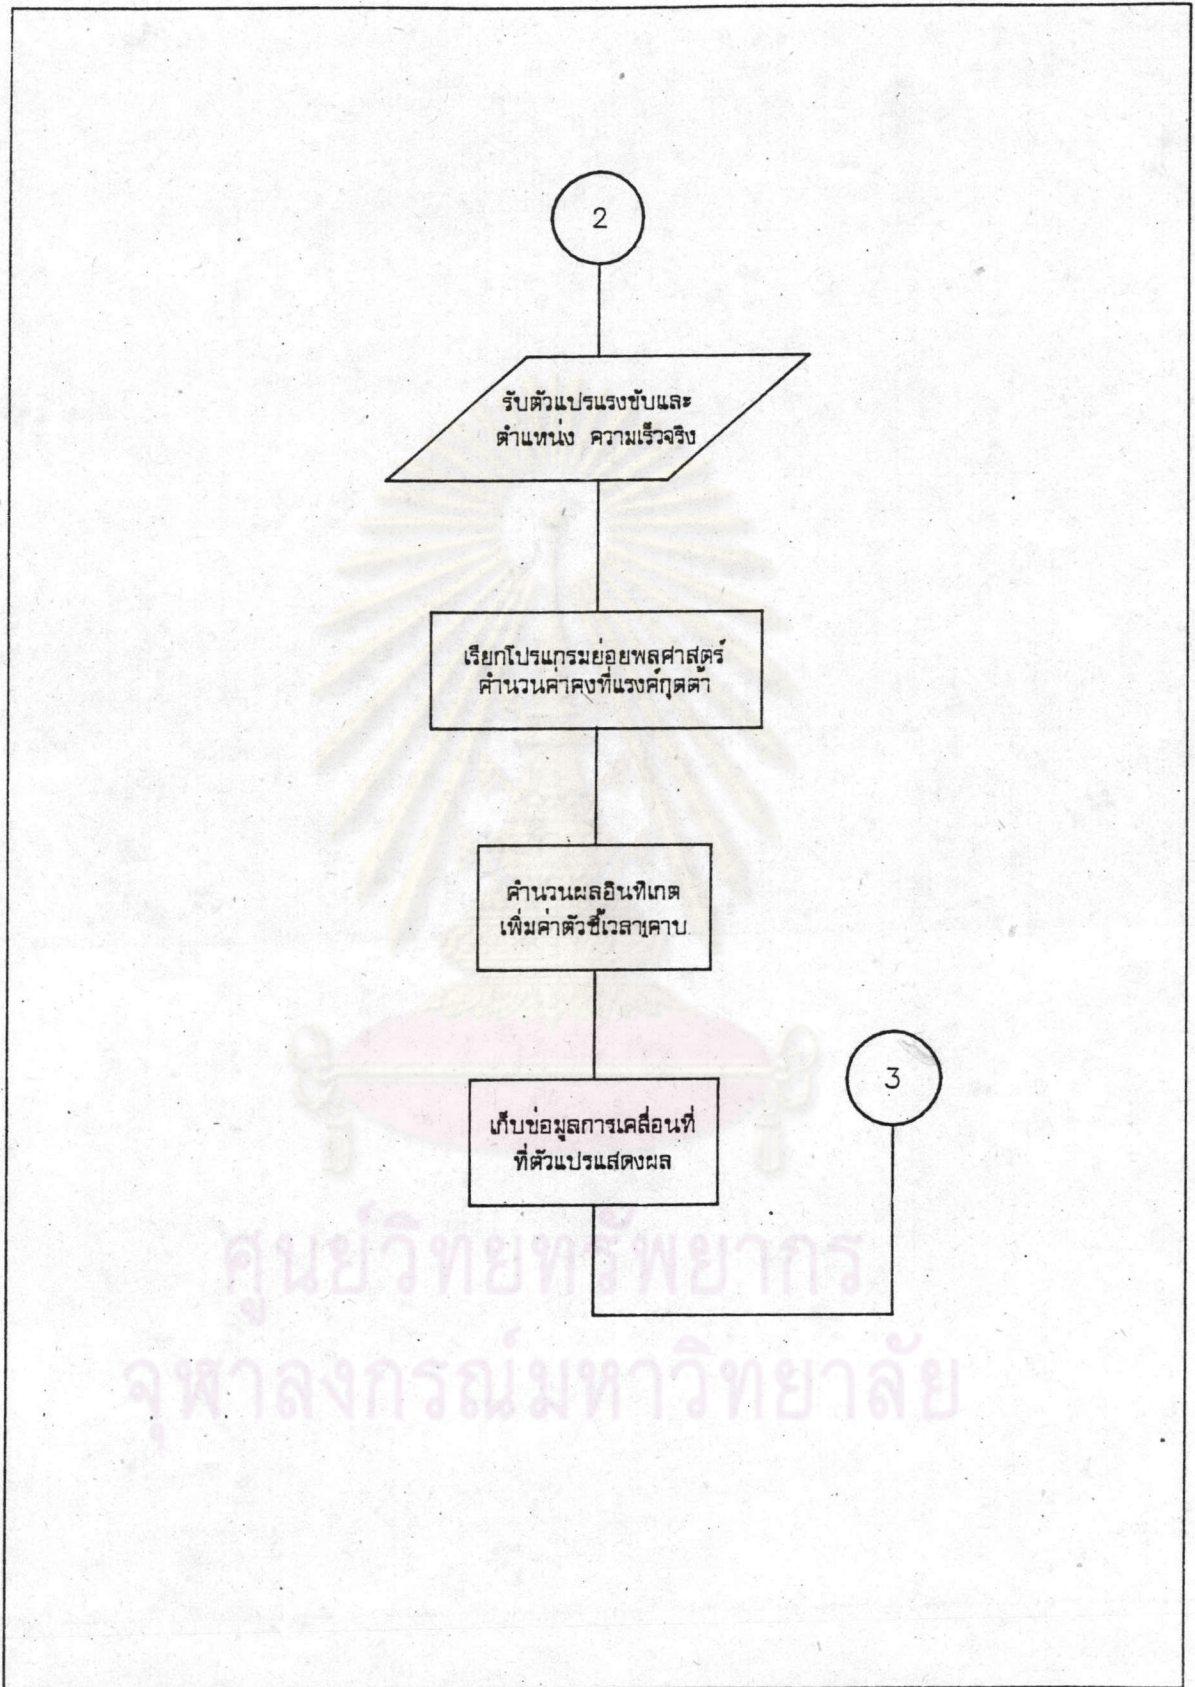 2
รับตัวแปรแรงขับและ
ตำแหน่ง ความเร็วจริง
เรียกโปรแกรมย่อยพลศาสตร์
คำนวนค่าคงที่แรงค์กุตต้า
คำนวนผลอินทิเกต
เพิ่มค่าตัวชี้เวลา1คาบ
เก็บข้อมูลการเคลื่อนที่
ที่ตัวแปรแสดงผล
3
ศูนย์วิทยทรัพยากร
จุฬาลงกรณ์มหาวิทยาลัย